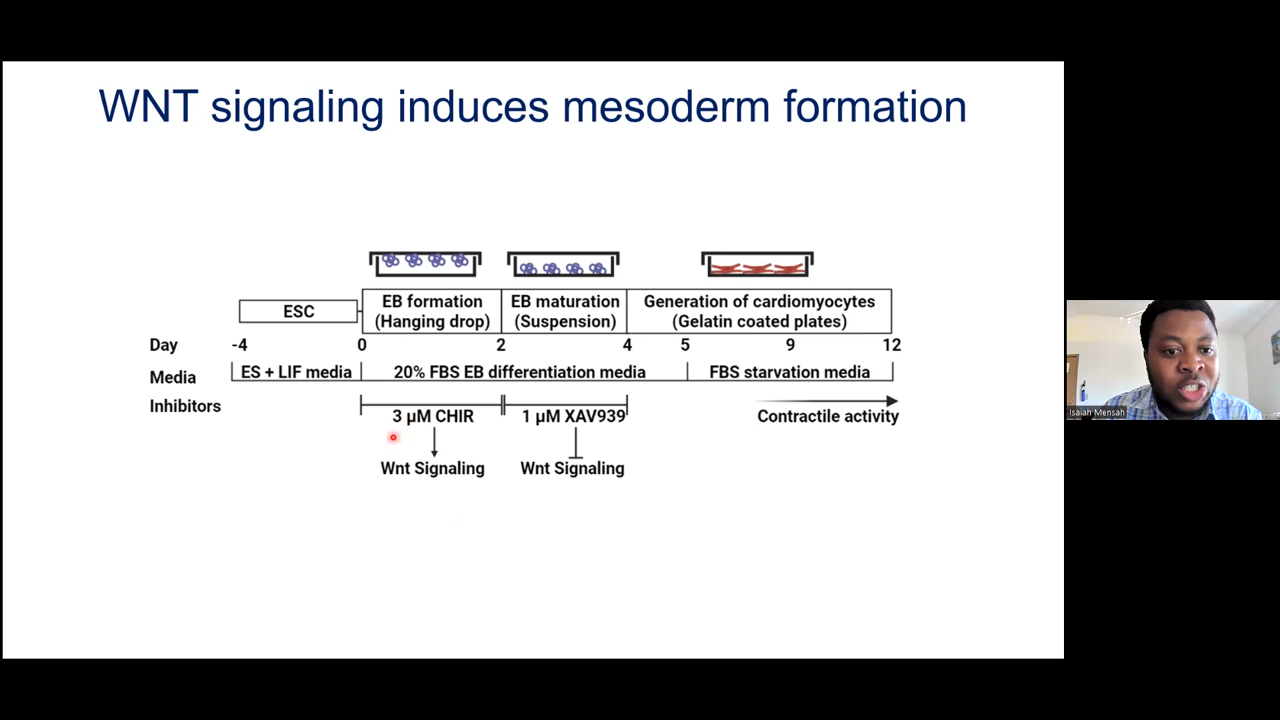 WNT signaling induces mesoderm formation
ESC
EB formation
(Hanging drop)
EB maturation
(Suspension)
Generation of cardiomyocytes
(Gelatin coated plates)
Day -4 0 2 4 5 9 12
Media ES + LIF media 20% FBS EB differentiation media FBS starvation media
Inhibitors
3 µM CHIR 1 µM XAV939 Contractile activity
Wnt Signaling Wnt Signaling
Isaiah Mensah